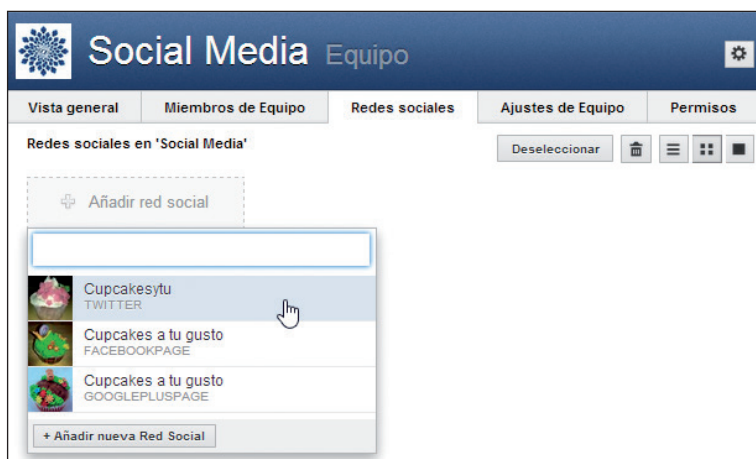 Social Media Equipo
Vista general Miembros de Equipo Redes sociales Ajustes de Equipo Permisos
Redes sociales en 'Social Media' Deseleccionar
Añadir red social
Cupcakesytu
TWITTER
Cupcakes a tu gusto
FACEBOOKPAGE
Cupcakes a tu gusto
GOOGLEPLUSPAGE
+ Añadir nueva Red Social